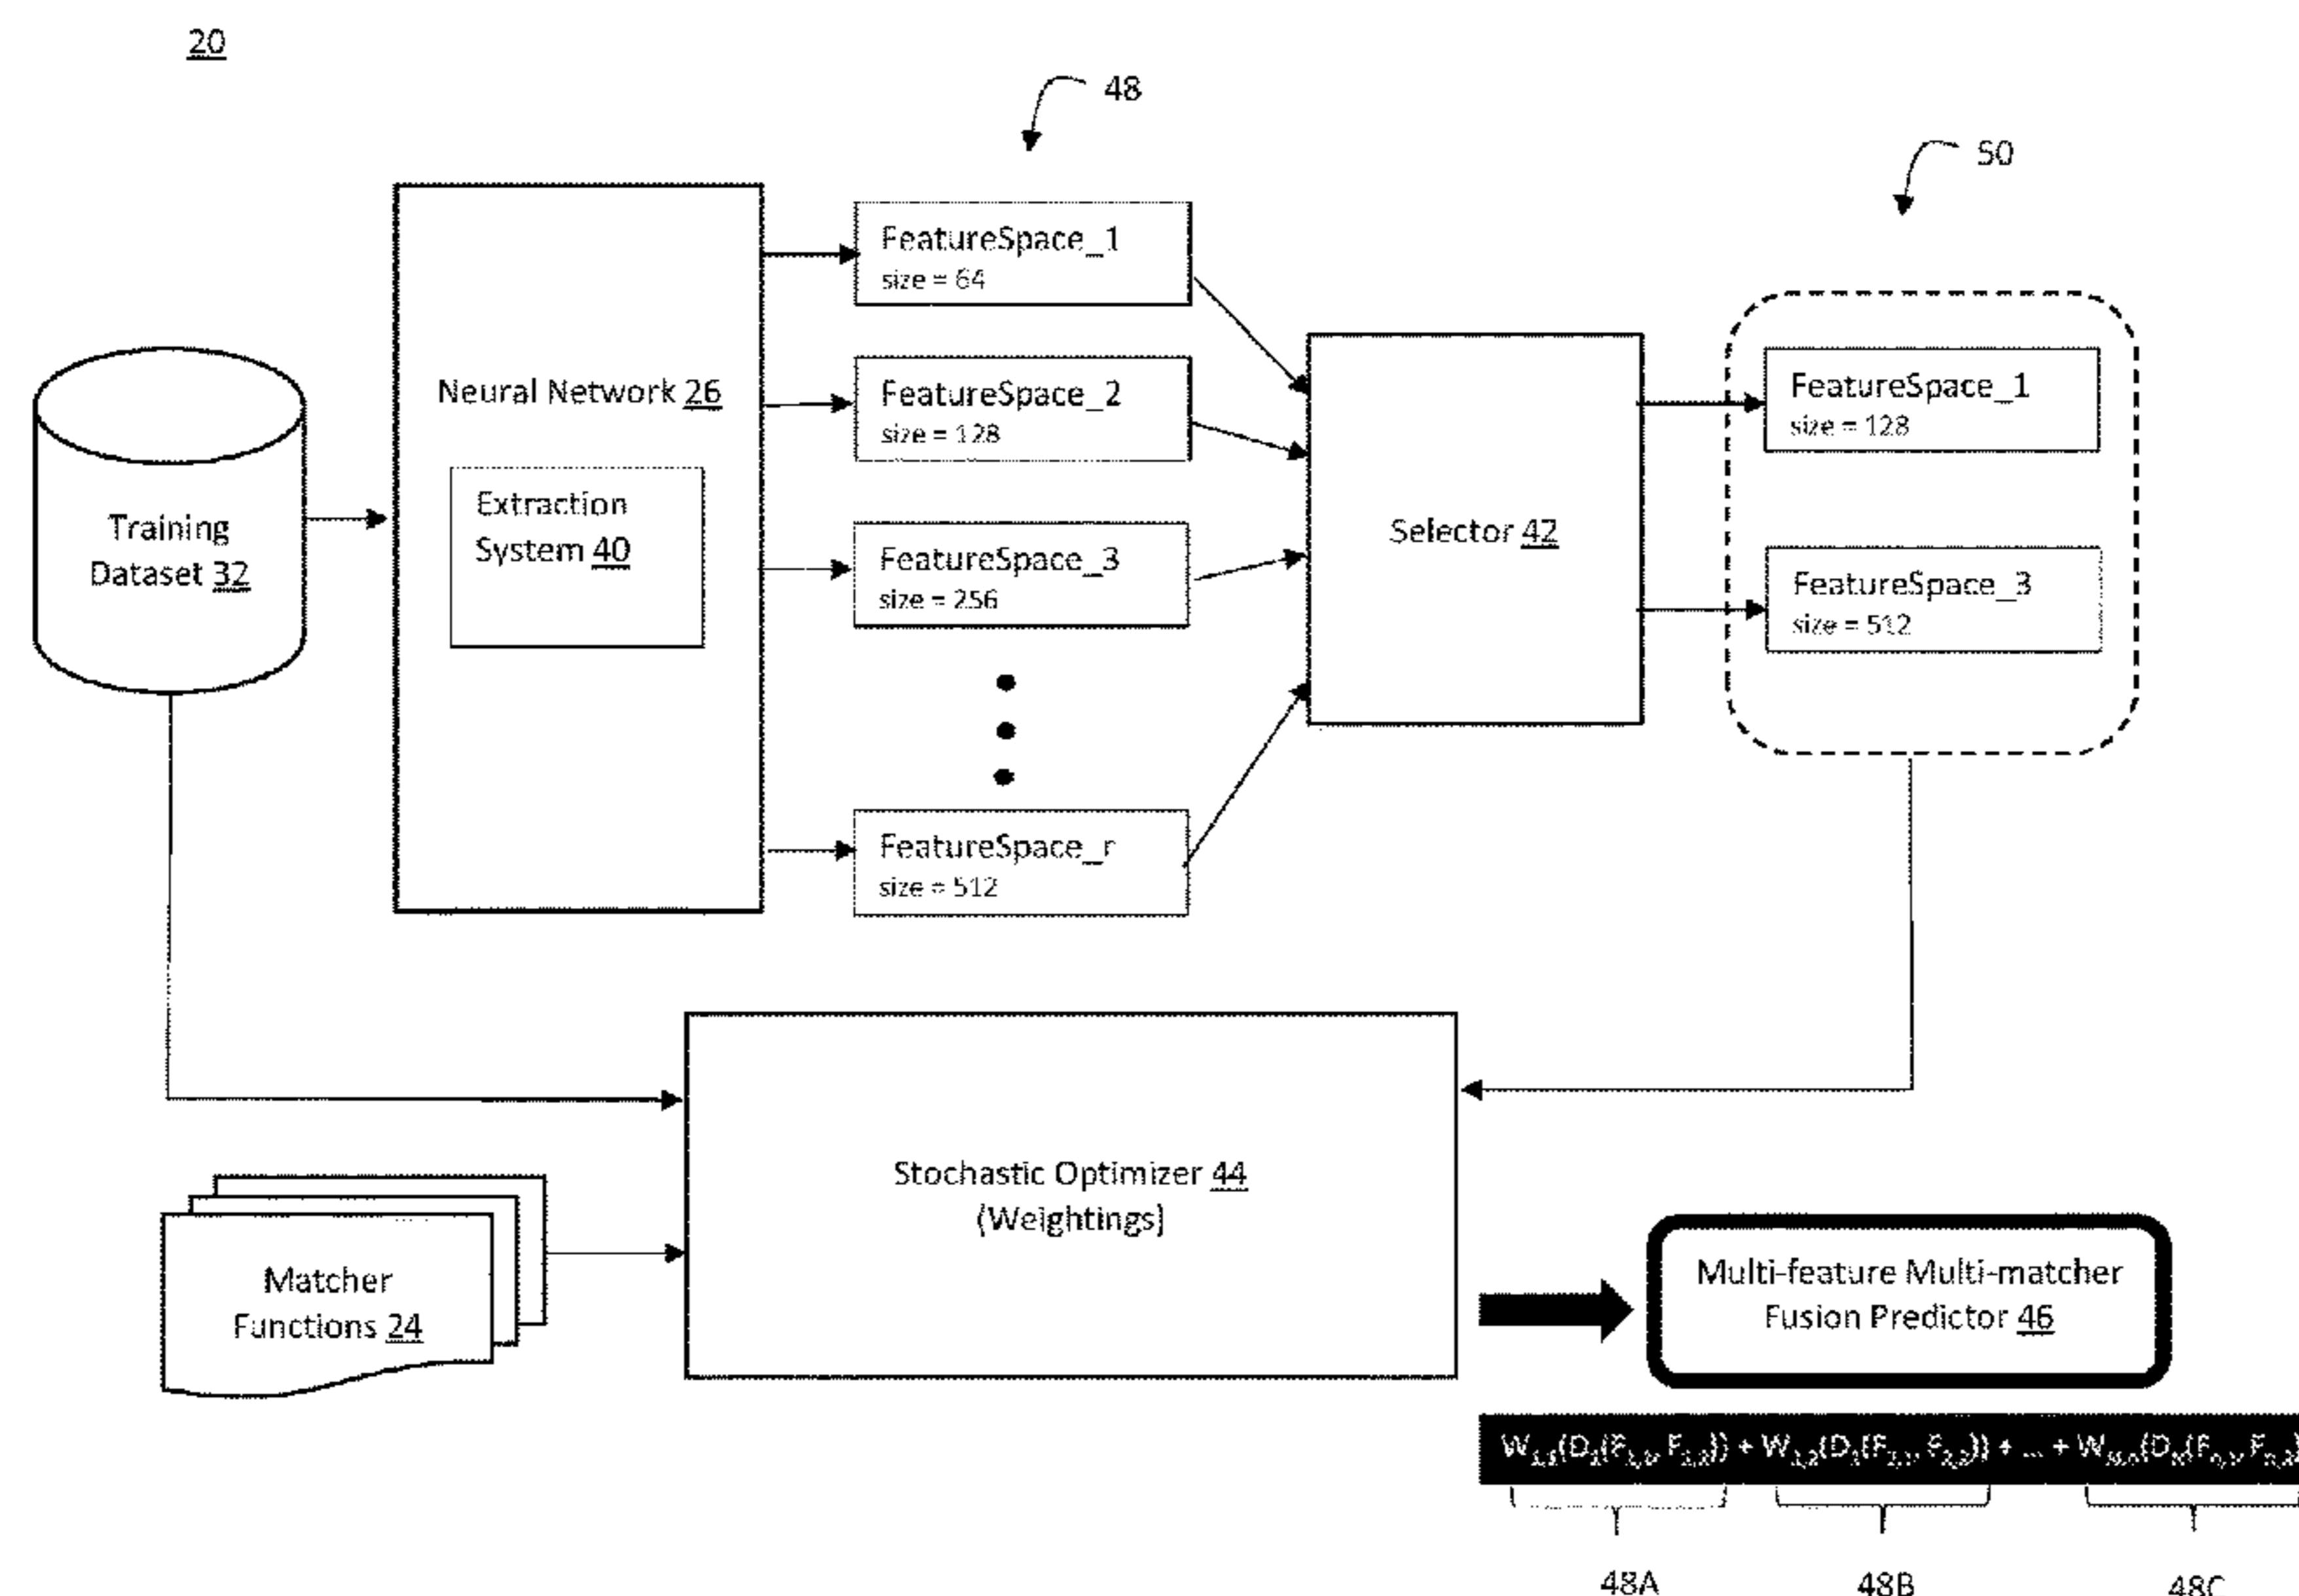 20
48
50
FeatureSpace_1
size = 64
Neural Network 26
FeatureSpace_2
size = 128
FeatureSpace_1
size = 128
Extraction
System 40
Training
Dataset 32
FeatureSpace_3
size = 256
Selector 42
FeatureSpace_3
size = 512
FeatureSpace_r
size = 512
Stochastic Optimizer 44
(Weightings)
Matcher
Functions 24
Multi-feature Multi-matcher
Fusion Predictor 46
48A
48B
48C